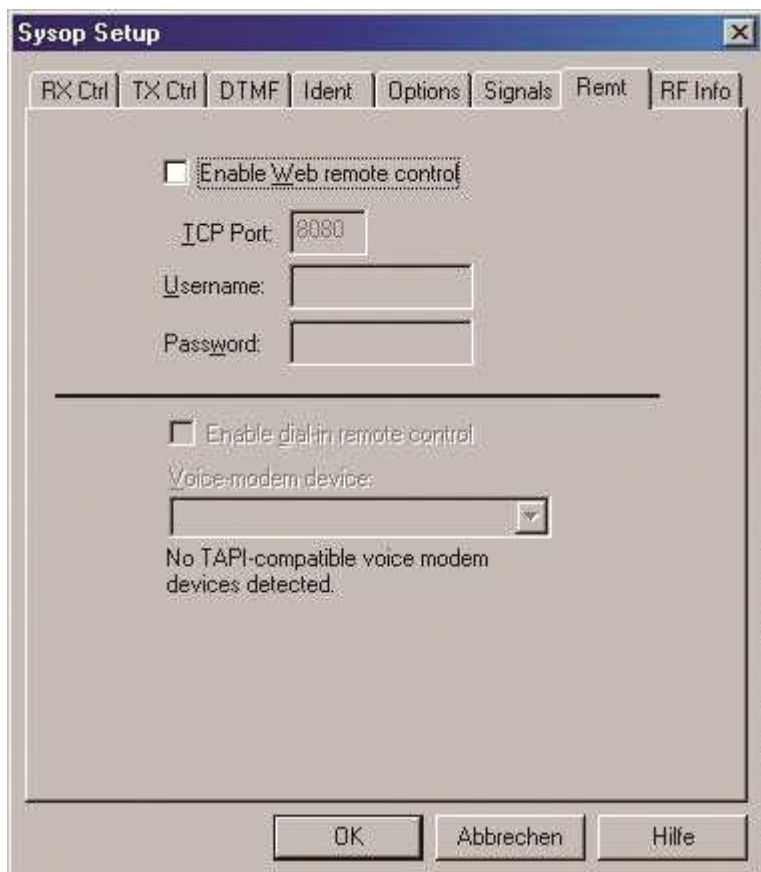 Sysop Setup
RX Ctrl TX Ctrl DTMF Ident Options Signals Remt RF Info
Enable Web remote control
TCP Port: 8080
Username:
Password:
Enable dial-in remote control
Voice-modem device:
No TAPI-compatible voice modem
devices detected.
OK Abbrechen Hilfe